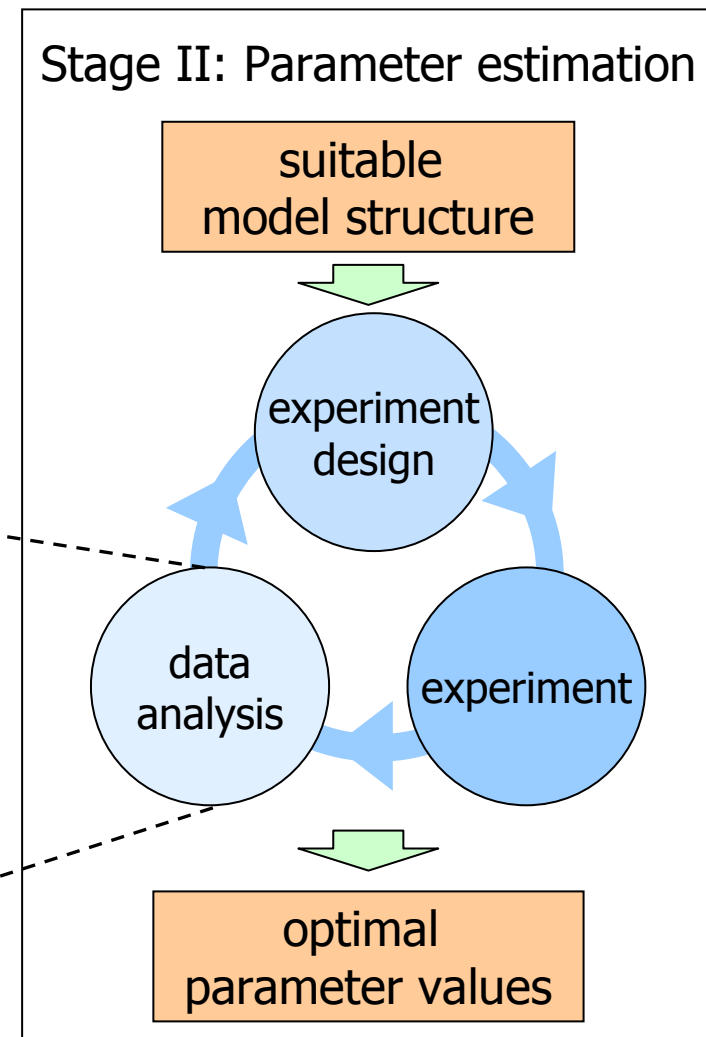 Stage II: Parameter estimation
suitable
model structure
experiment
design
data
analysis
experiment
optimal
parameter values